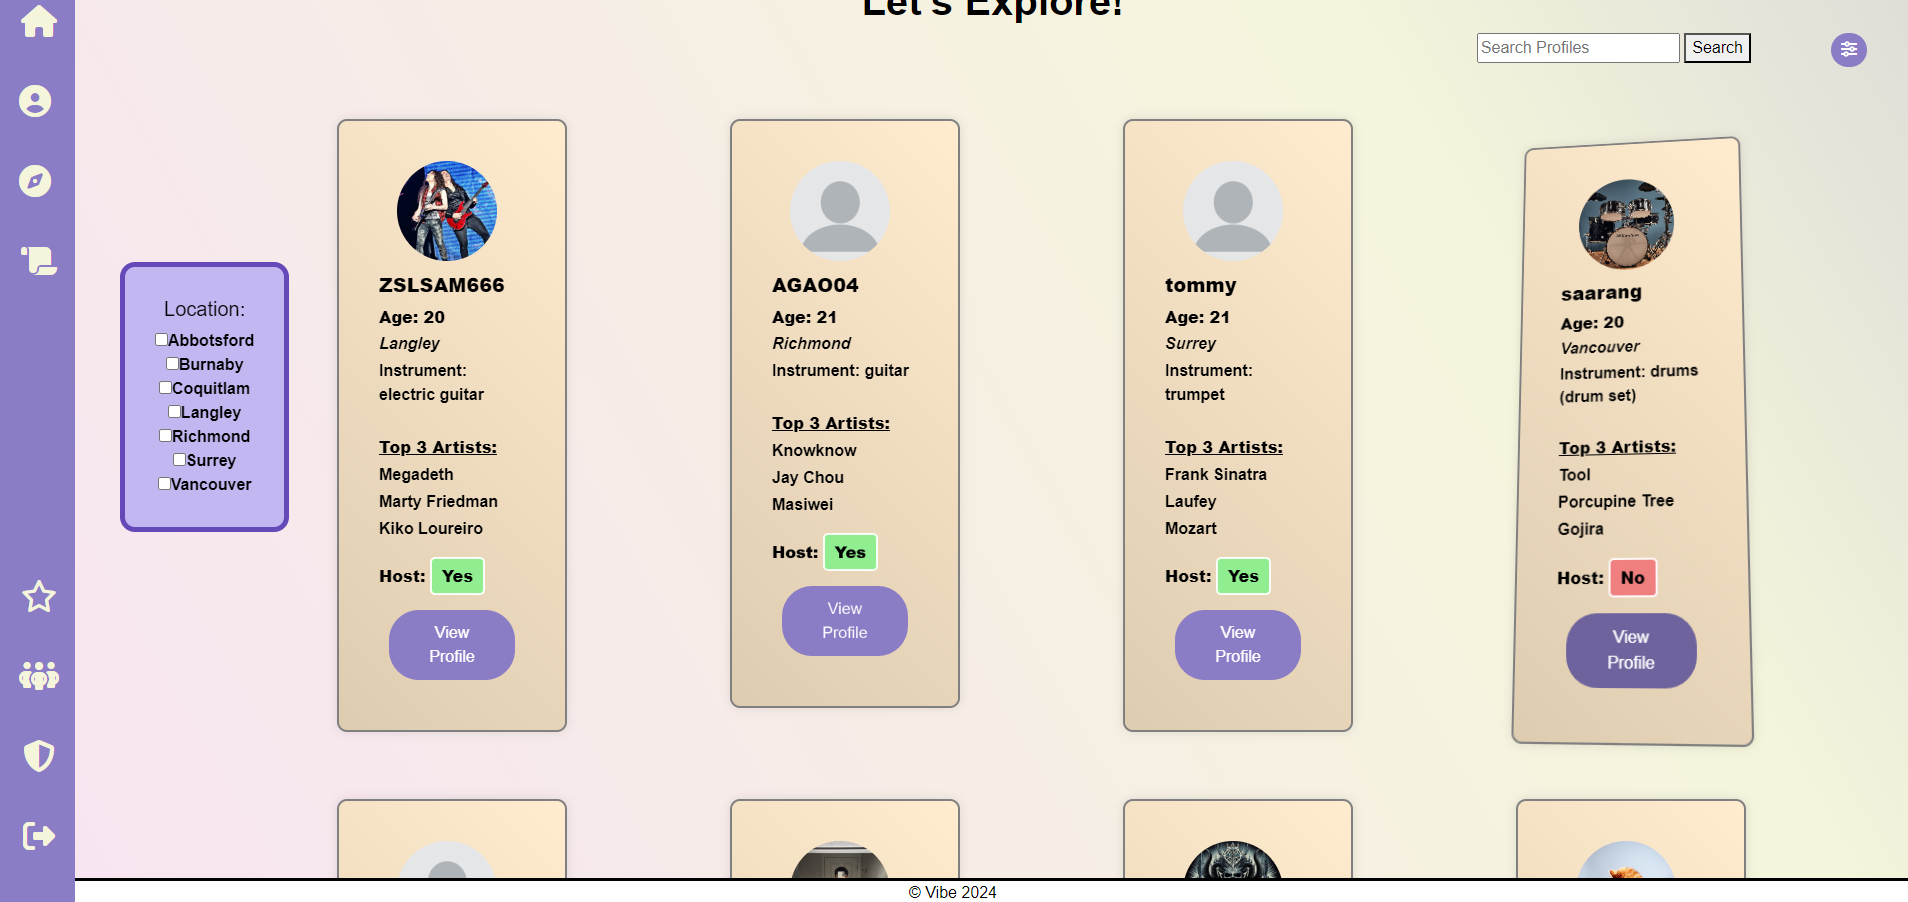 Let's Explore!
Search Profiles
Search
Location:
Abbotsford
Burnaby
Coquitlam
Langley
Richmond
Surrey
Vancouver
ZSLSAM666
Age: 20
Langley
Instrument:
electric guitar
Top 3 Artists:
Megadeth
Marty Friedman
Kiko Loureiro
Host: Yes
View
Profile
AGAO04
Age: 21
Richmond
Instrument: guitar
Top 3 Artists:
Knowknow
Jay Chou
Masiwei
Host: Yes
View
Profile
tommy
Age: 21
Surrey
Instrument:
trumpet
Top 3 Artists:
Frank Sinatra
Laufey
Mozart
Host: Yes
View
Profile
saarang
Age: 20
Vancouver
Instrument: drums
(drum set)
Top 3 Artists:
Tool
Porcupine Tree
Gojira
Host: No
View
Profile
© Vibe 2024